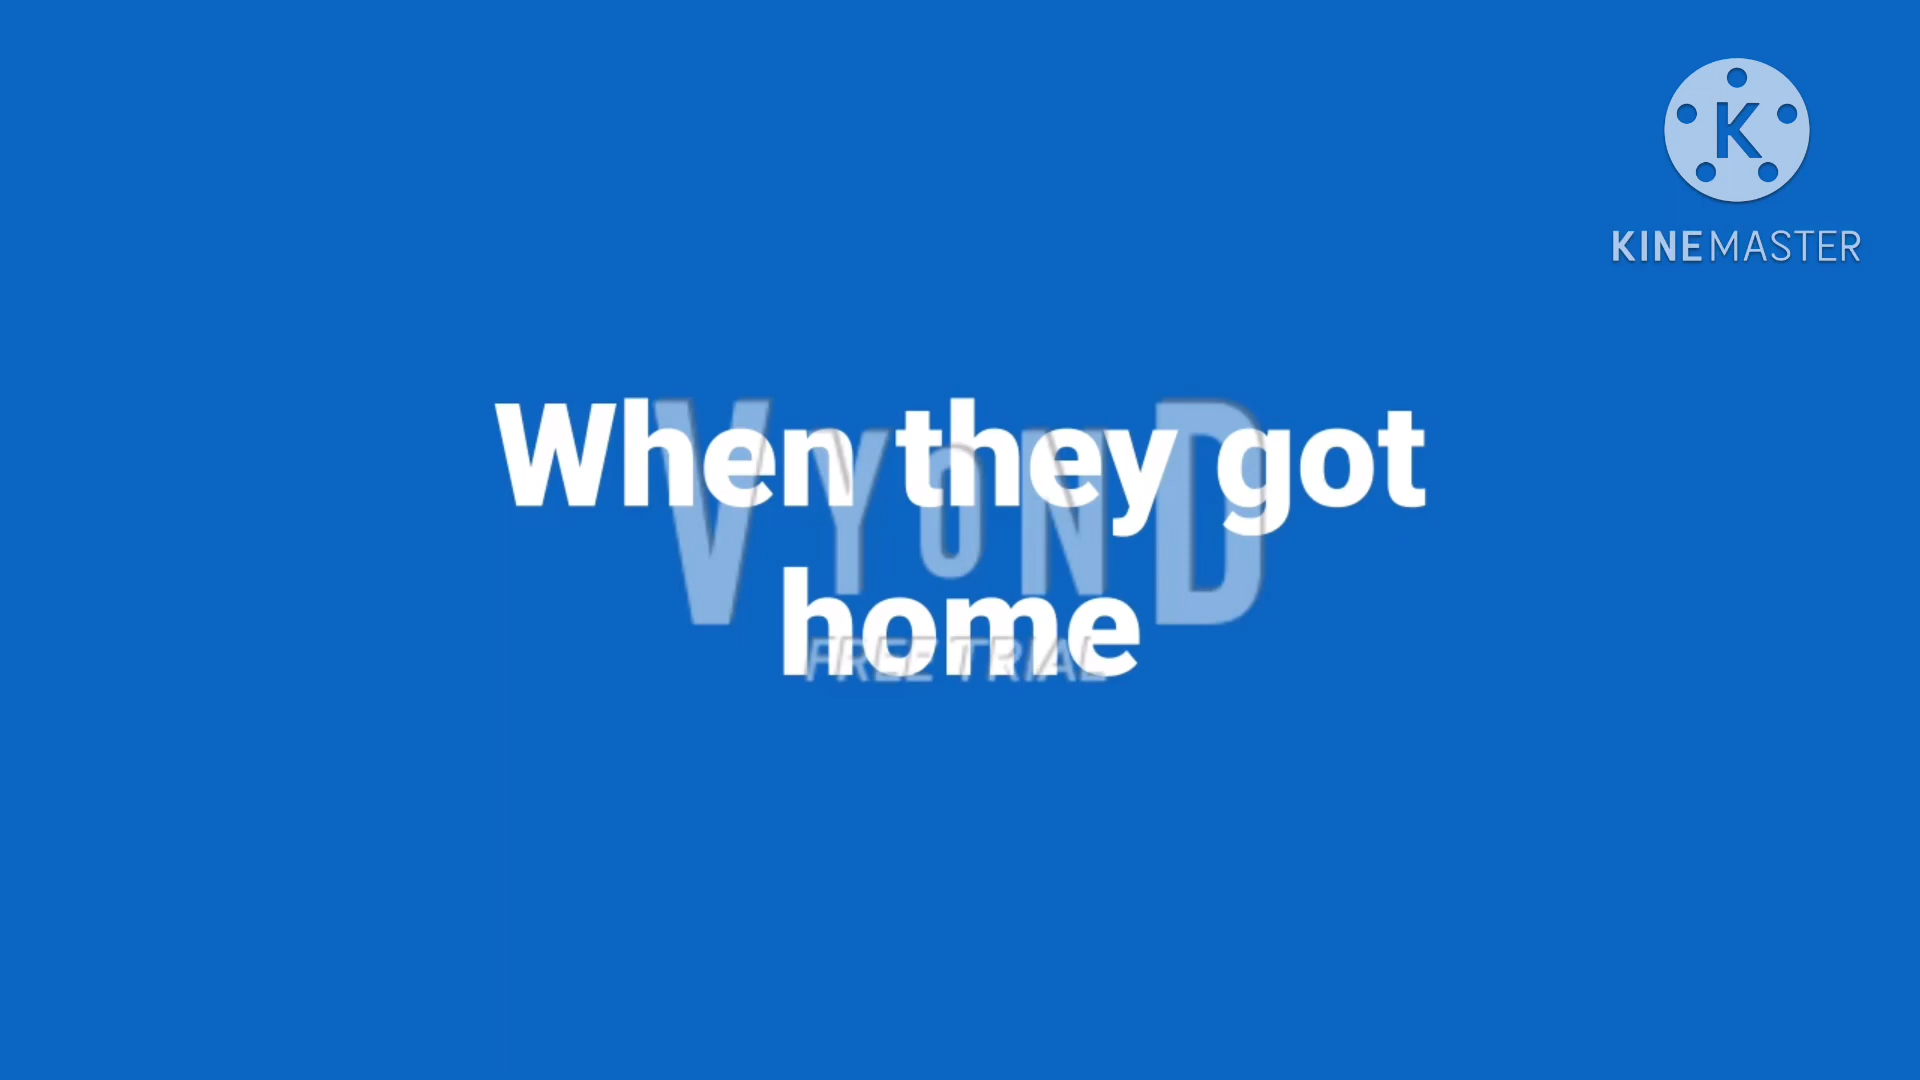 K
KINEMASTER
When they got
home
VYOND
FREE TRIAL